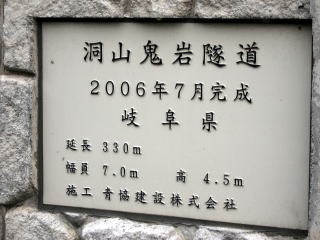 洞山鬼岩隧道
2006年7月完成
岐阜県
延長 330m
幅員 7.0m 高 4.5m
施工 青協建設株式会社